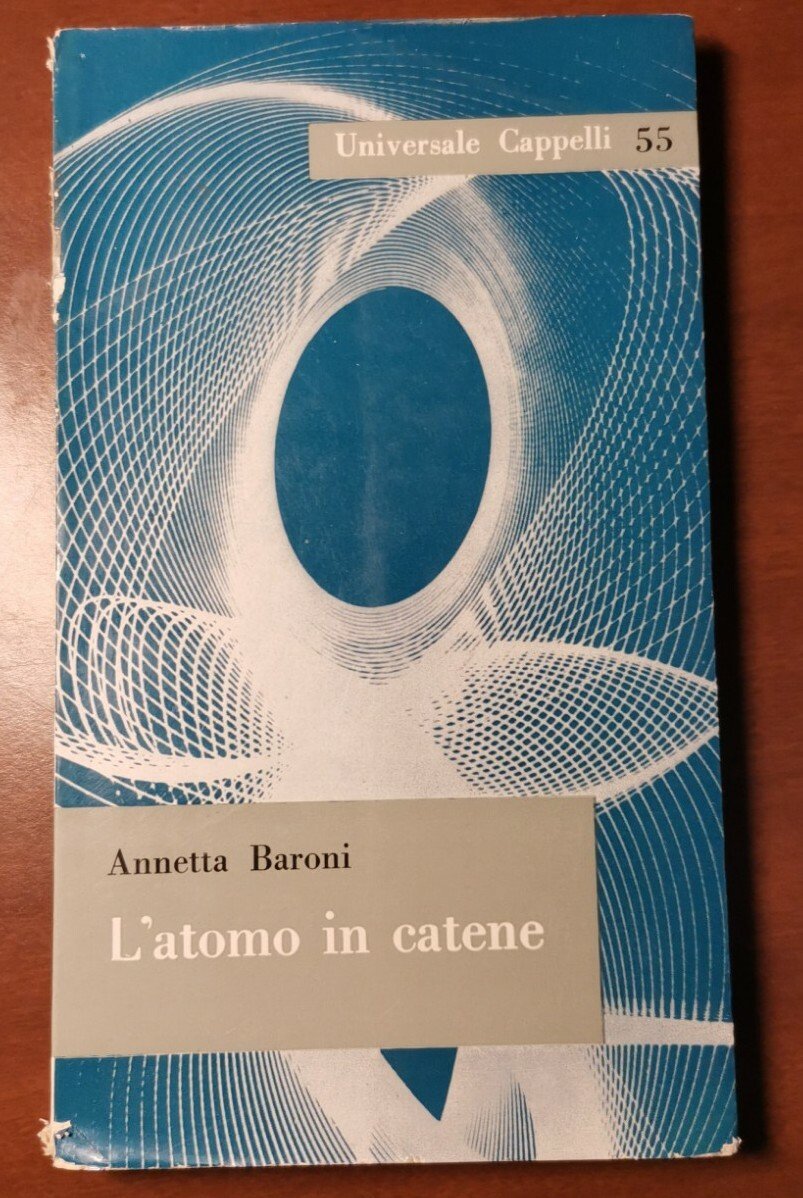 Universale Cappelli 55
Annetta Baroni
L'atomo in catene